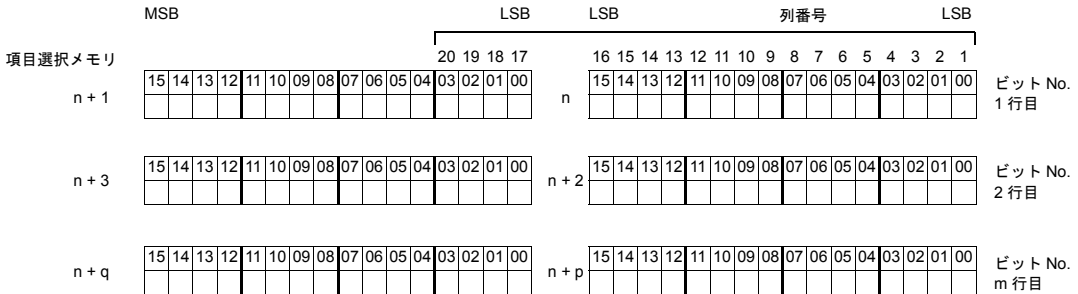 MSB LSB LSB 列番号 LSB
項目選択メモリ 20 19 18 17 16 15 14 13 12 11 10 9 8 7 6 5 4 3 2 1
n + 1 15 14 13 12 11 10 09 08 07 06 05 04 03 02 01 00 n 15 14 13 12 11 10 09 08 07 06 05 04 03 02 01 00 ビット No.
1 行目
n + 3 15 14 13 12 11 10 09 08 07 06 05 04 03 02 01 00 n + 2 15 14 13 12 11 10 09 08 07 06 05 04 03 02 01 00 ビット No.
2 行目
n + q 15 14 13 12 11 10 09 08 07 06 05 04 03 02 01 00 n + p 15 14 13 12 11 10 09 08 07 06 05 04 03 02 01 00 ビット No.
m 行目